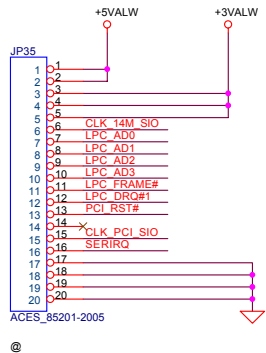 +5VALW +3VALW
JP35
1 1
2 2
3 3
4 4
5 5
6 6 CLK_14M_SIO
7 7 LPC_AD0
8 8 LPC_AD1
9 9 LPC_AD2
10 10 LPC_AD3
11 11 LPC_FRAME#
12 12 LPC_DRQ#1
13 13 PCI_RST#
14 14
15 15 CLK_PCI_SIO
16 16 SERIRQ
17 17
18 18
19 19
20 20
ACES_85201-2005
@